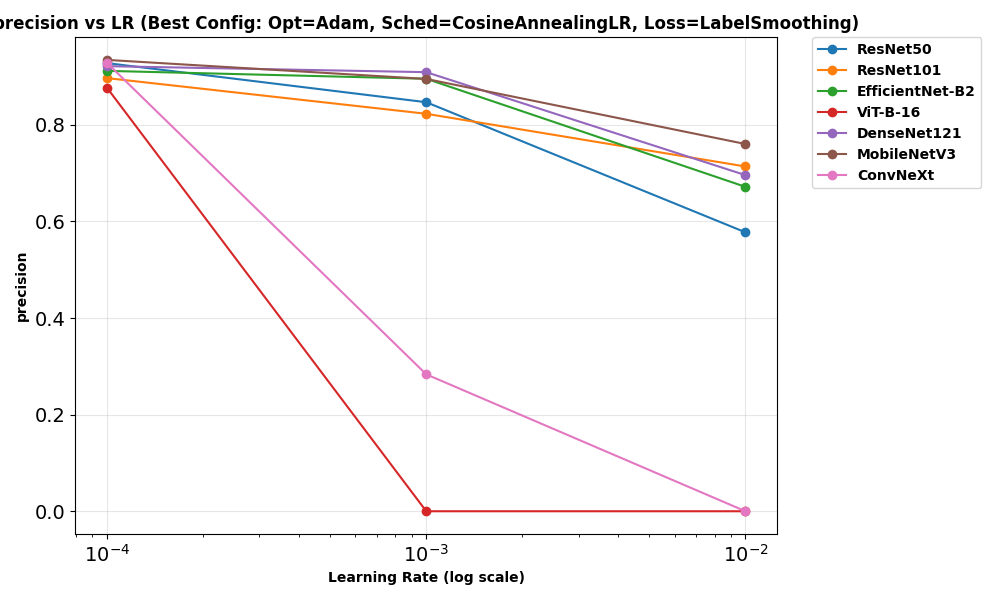 precision vs LR (Best Config: Opt=Adam, Sched=CosineAnnealingLR, Loss=LabelSmoothing)
ResNet50
ResNet101
EfficientNet-B2
ViT-B-16
DenseNet121
MobileNetV3
ConvNeXt
precision
0.8
0.6
0.4
0.2
0.0
10⁻⁴ 10⁻³ 10⁻²
Learning Rate (log scale)